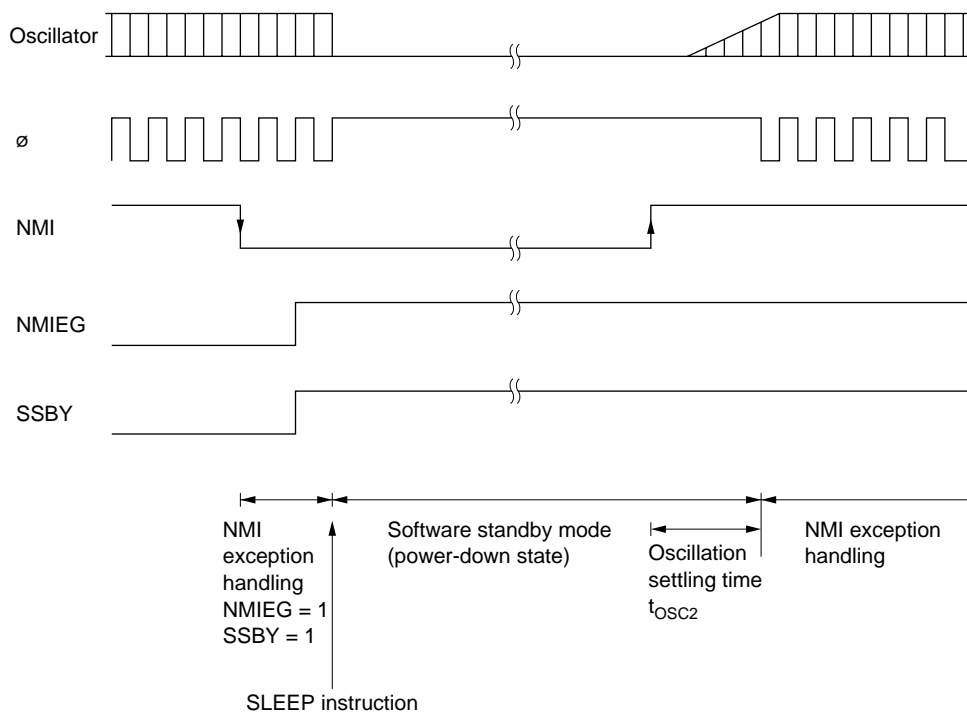 Oscillator
ø
NMI
NMIEG
SSBY
NMI
exception
handling
NMIEG = 1
SSBY = 1
Software standby mode
(power-down state)
Oscillation
settling time
tOSC2
NMI exception
handling
SLEEP instruction